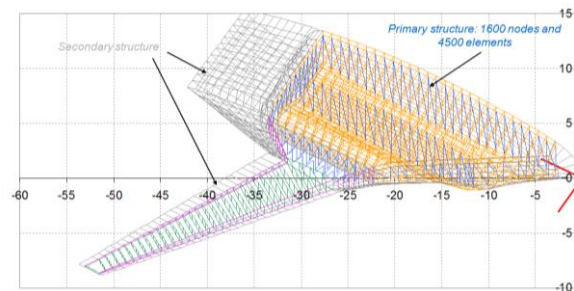 Secondary structure
Primary structure: 1600 nodes and
4500 elements
15
10
5
0
-60 -55 -50 -45 -40 -35 -30 -25 -20 -15 -10 -5 0
-5
-10